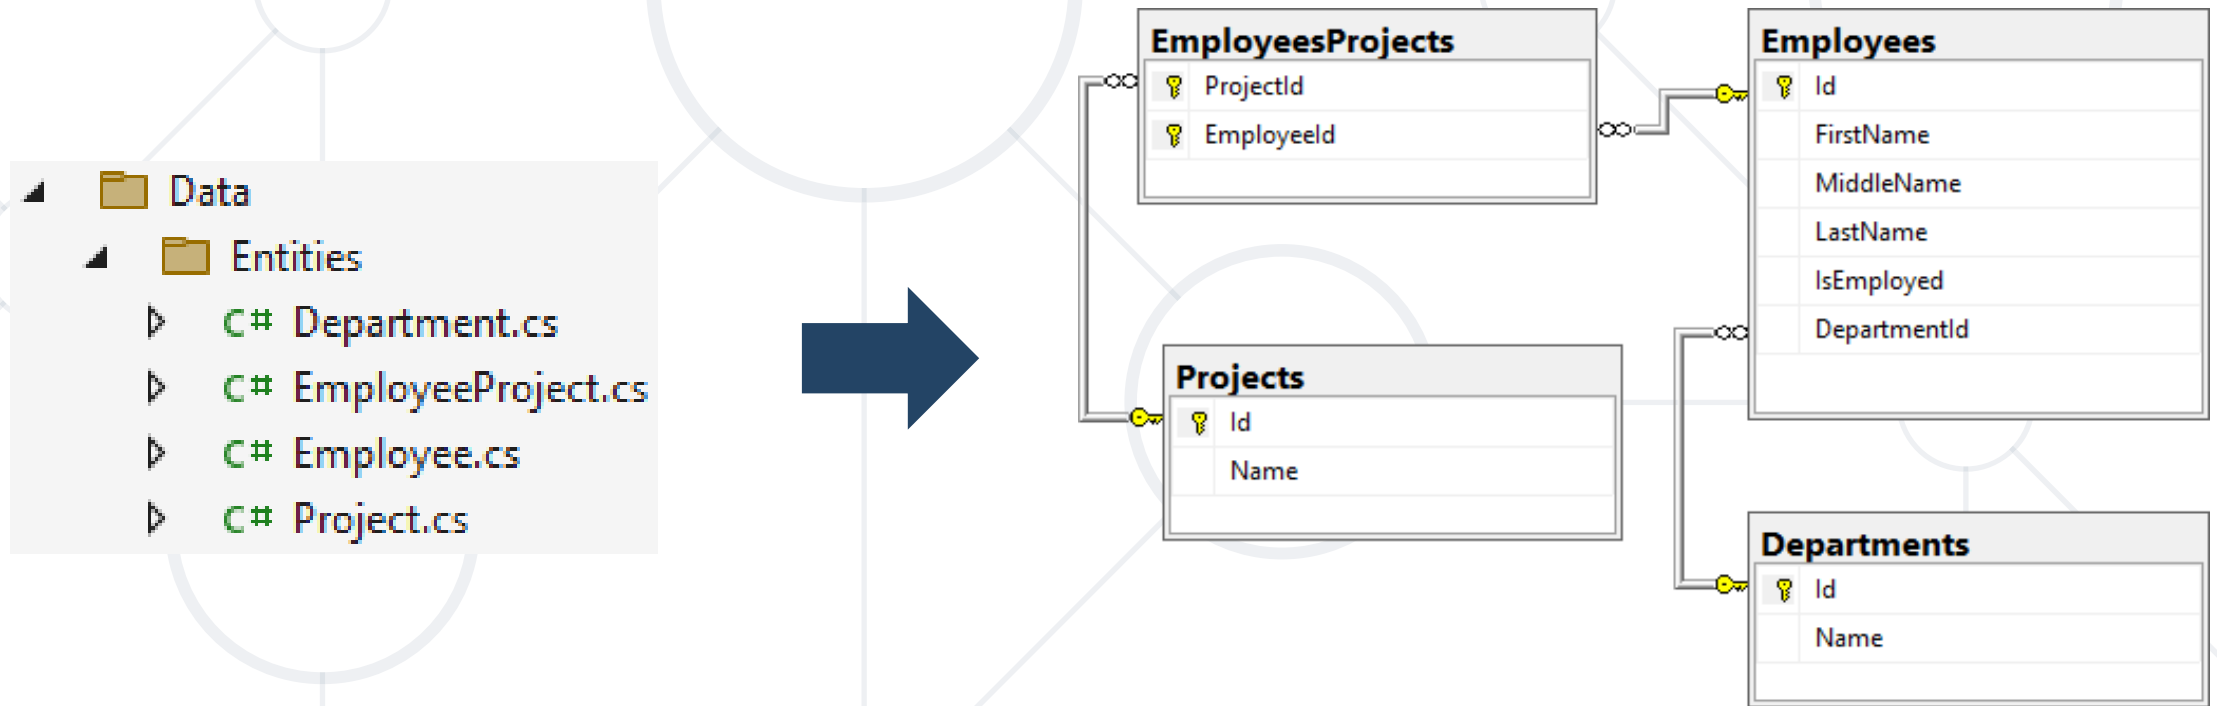 Data
Entities
C# Department.cs
C# EmployeeProject.cs
C# Employee.cs
C# Project.cs
EmployeesProjects
ProjectId
EmployeeId
Projects
Id
Name
Employees
Id
FirstName
MiddleName
LastName
IsEmployed
DepartmentId
Departments
Id
Name